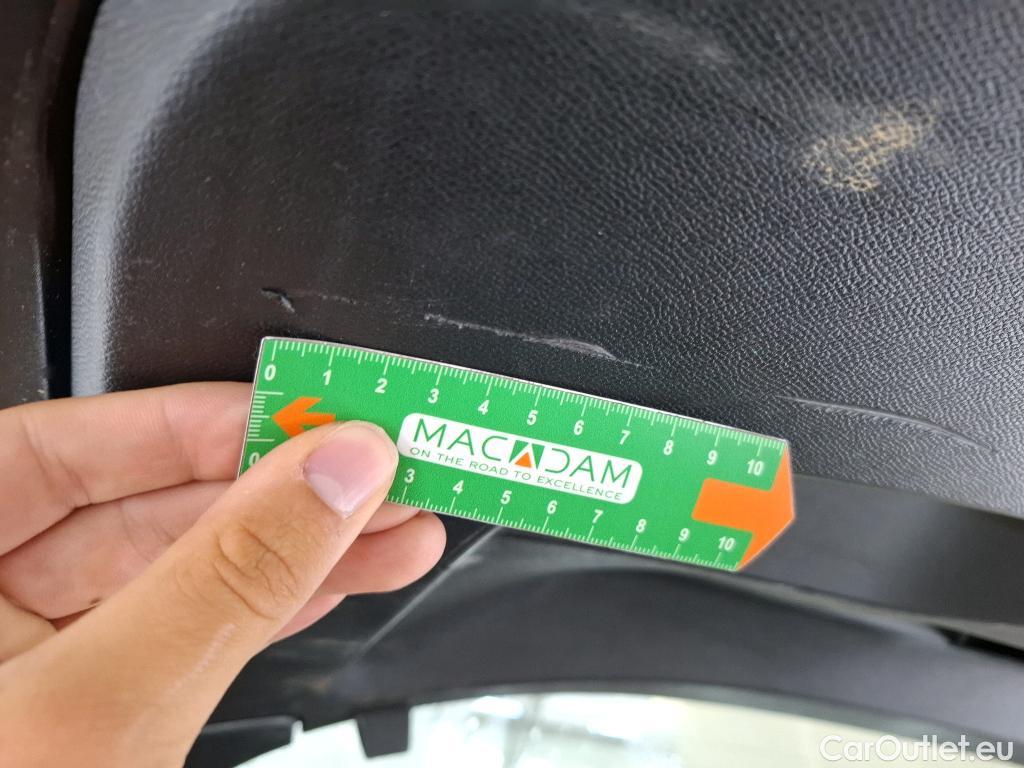 0 1 2 3 4 5 6 7 8 9 10
MACADAM
ON THE ROAD TO EXCELLENCE
0 3 4 5 6 7 8 9 10
CarOutlet.eu